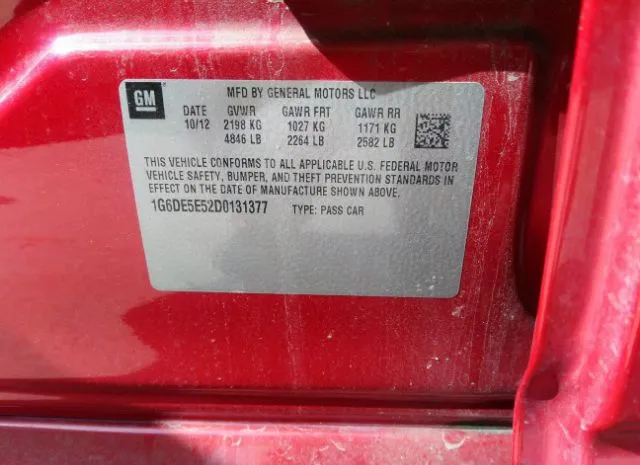 GM
MFD BY GENERAL MOTORS LLC
DATE GVWR GAWR FRT GAWR RR
10/12 2198 KG 1027 KG 1171 KG
4846 LB 2264 LB 2582 LB
THIS VEHICLE CONFORMS TO ALL APPLICABLE U.S. FEDERAL MOTOR
VEHICLE SAFETY, BUMPER, AND THEFT PREVENTION STANDARDS IN
EFFECT ON THE DATE OF MANUFACTURE SHOWN ABOVE.
1G6DE5E52D0131377 TYPE: PASS CAR